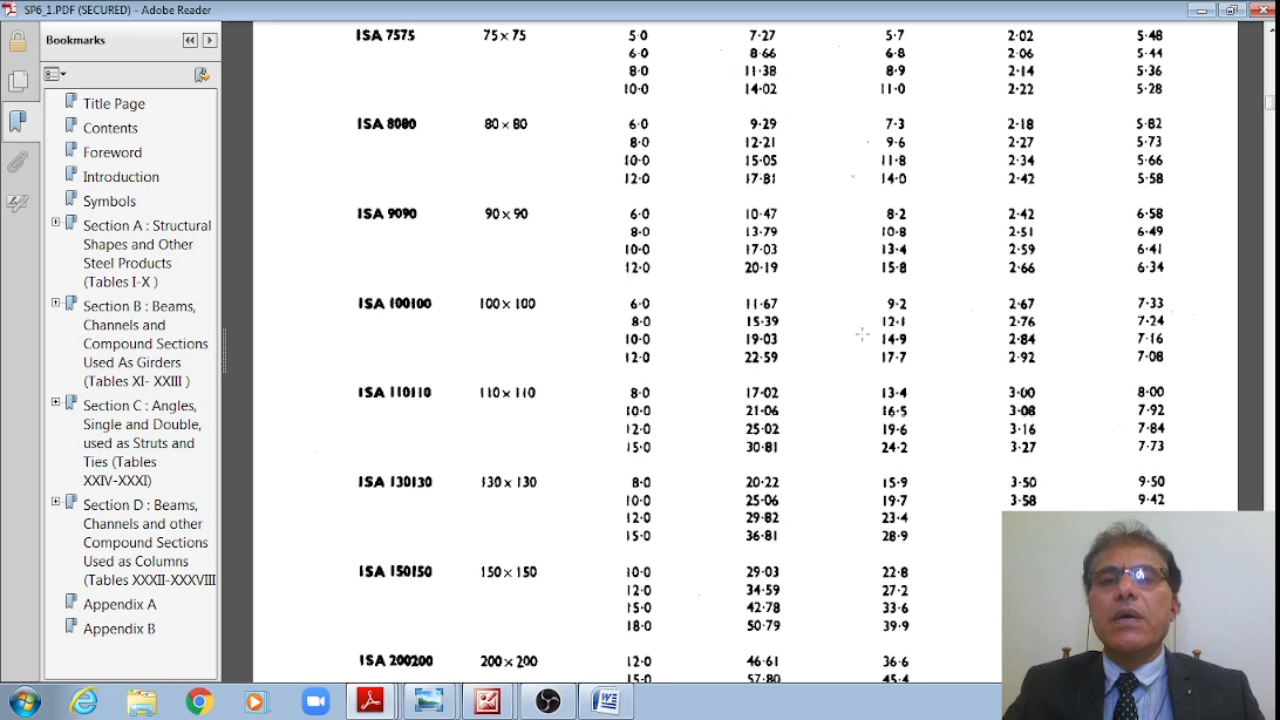 SP6_1.PDF (SECURED) - Adobe Reader
Bookmarks
Title Page
Contents
Foreword
Introduction
Symbols
Section A : Structural
Shapes and Other
Steel Products
(Tables I-X )
Section B : Beams,
Channels and
Compound Sections
Used As Girders
(Tables XI- XXIII )
Section C : Angles,
Single and Double,
used as Struts and
Ties (Tables
XXIV-XXXI)
Section D : Beams,
Channels and other
Compound Sections
Used as Columns
(Tables XXXII-XXXVIII
Appendix A
Appendix B
ISA 7575 75×75 5·0 7·27 5·7 2·02 5·48
6·0 8·66 6·8 2·06 5·44
8·0 11·38 8·9 2·14 5·36
10·0 14·02 11·0 2·22 5·28
ISA 8080 80×80 6·0 9·29 7·3 2·18 5·82
8·0 12·21 9·6 2·27 5·73
10·0 15·05 11·8 2·34 5·66
12·0 17·81 14·0 2·42 5·58
ISA 9090 90×90 6·0 10·47 8·2 2·42 6·58
8·0 13·79 10·8 2·51 6·49
10·0 17·03 13·4 2·59 6·41
12·0 20·19 15·8 2·66 6·34
ISA 100100 100×100 6·0 11·67 9·2 2·67 7·33
8·0 15·39 12·1 2·76 7·24
10·0 19·03 14·9 2·84 7·16
12·0 22·59 17·7 2·92 7·08
ISA 110110 110×110 8·0 17·02 13·4 3·00 8·00
10·0 21·06 16·5 3·08 7·92
12·0 25·02 19·6 3·16 7·84
15·0 30·81 24·2 3·27 7·73
ISA 130130 130×130 8·0 20·22 15·9 3·50 9·50
10·0 25·06 19·7 3·58 9·42
12·0 29·82 23·4
15·0 36·81 28·9
ISA 150150 150×150 10·0 29·03 22·8
12·0 34·59 27·2
15·0 42·78 33·6
18·0 50·79 39·9
ISA 200200 200×200 12·0 46·61 36·6
15·0 57·80 45·4